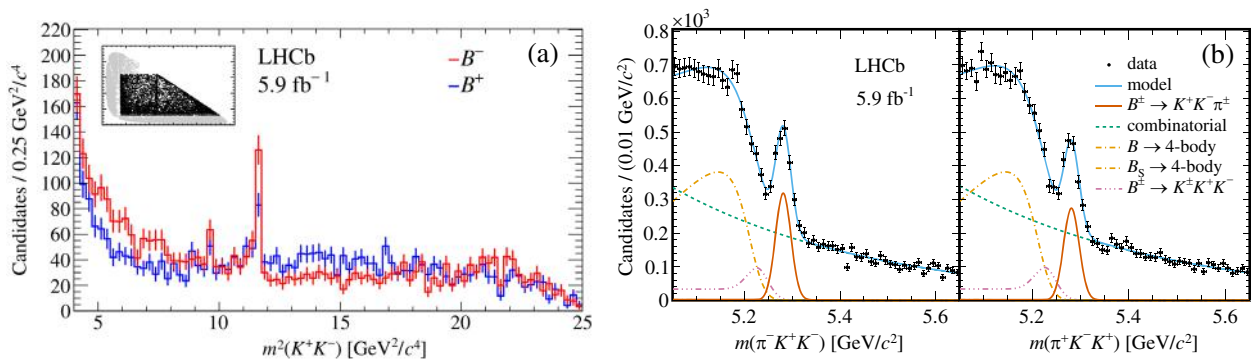 220
200
180
160
140
120
100
80
60
40
20
0
Candidates / 0.25 GeV²/c⁴
LHCb
5.9 fb⁻¹
B⁻
B⁺
(a)
5 10 15 20 25
m²(K⁺K⁻) [GeV²/c⁴]
×10³
0.7
0.6
0.5
0.4
0.3
0.2
0.1
0
Candidates / (0.01 GeV/c²)
LHCb
5.9 fb⁻¹
5.2 5.4 5.6
m(π⁻K⁺K⁻) [GeV/c²]
(b)
data
model
B± → K⁺K⁻π±
combinatorial
B → 4-body
B_S → 4-body
B± → K±K⁺K⁻
5.2 5.4 5.6
m(π⁺K⁻K⁺) [GeV/c²]